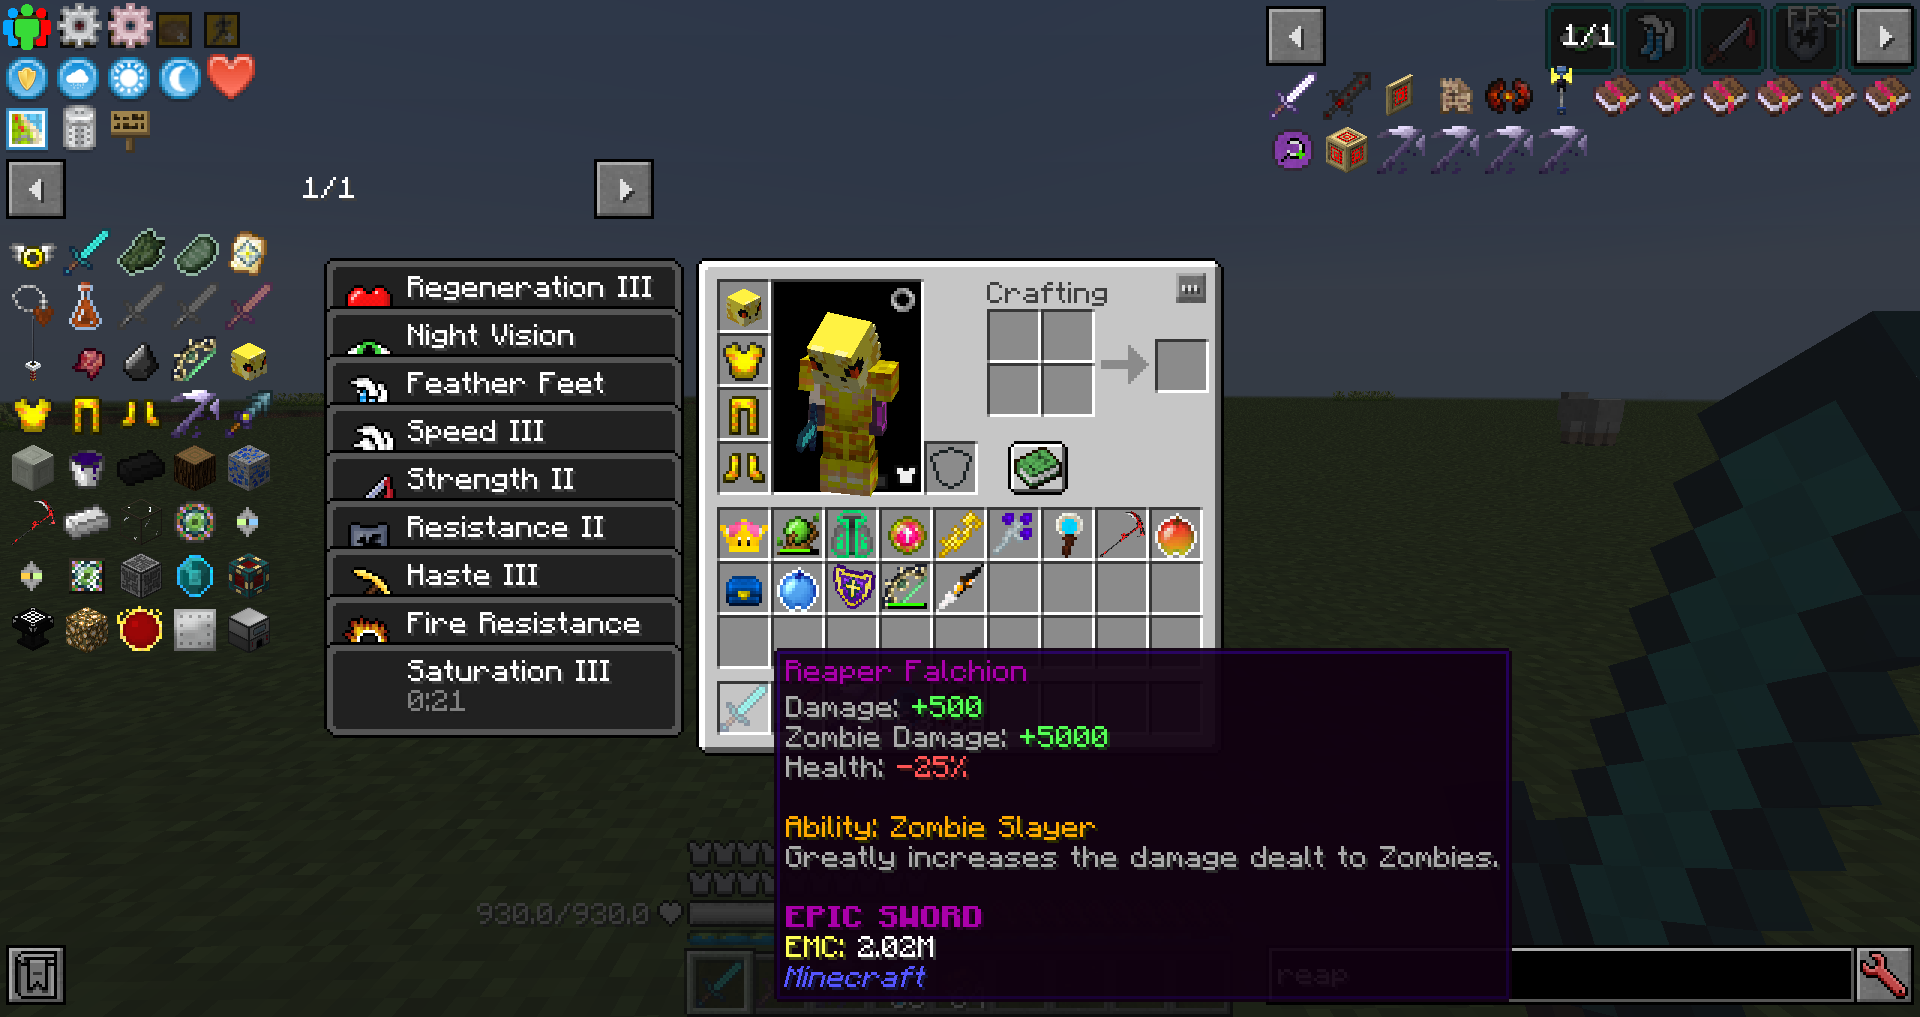 FPS
1/1
1/1
Regeneration III
Night Vision
Feather Feet
Speed III
Strength II
Resistance II
Haste III
Fire Resistance
Saturation III
0:21
Crafting
Reaper Falchion
Damage: +500
Zombie Damage: +5000
Health: -25%
Ability: Zombie Slayer
Greatly increases the damage dealt to Zombies.
EPIC SWORD
EMC: 2.02M
Minecraft
930.0/930.0
reap